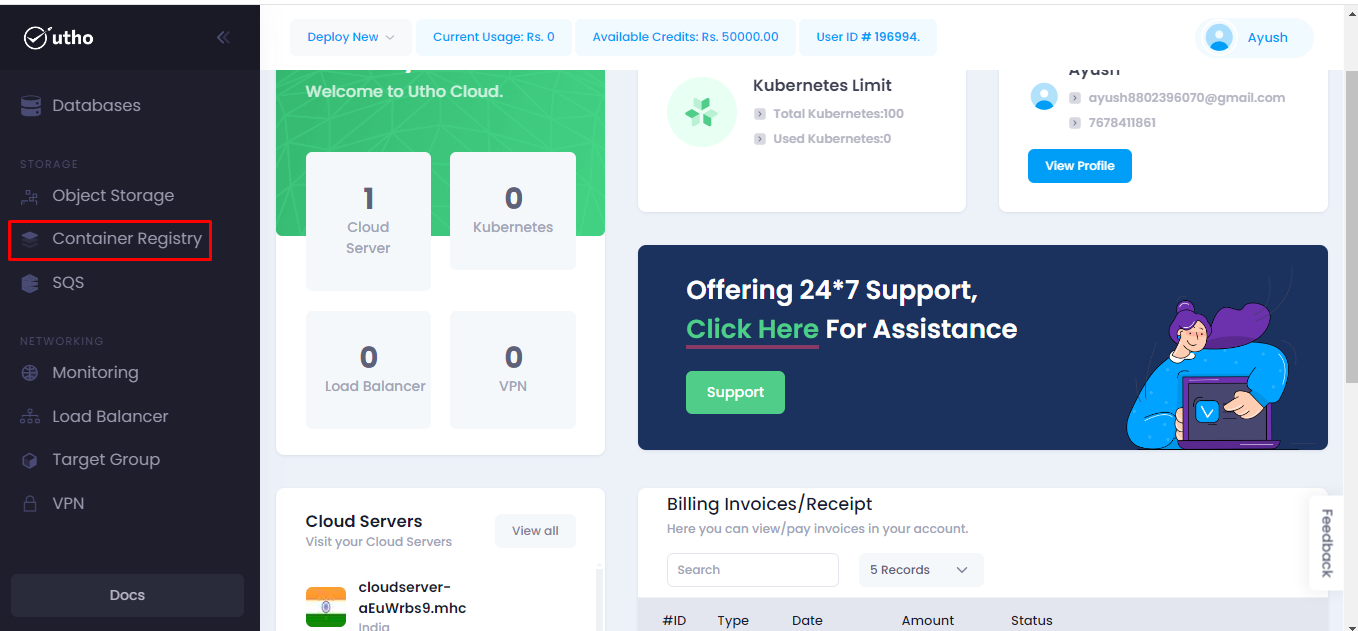 utho
Deploy New
Current Usage: Rs. 0
Available Credits: Rs. 50000.00
User ID # 196994.
Ayush
Databases
STORAGE
Object Storage
Container Registry
SQS
NETWORKING
Monitoring
Load Balancer
Target Group
VPN
Docs
Welcome to Utho Cloud.
1
Cloud
Server
0
Kubernetes
0
Load Balancer
0
VPN
Kubernetes Limit
Total Kubernetes:100
Used Kubernetes:0
Ayush
ayush8802396070@gmail.com
7678411861
View Profile
Offering 24*7 Support,
Click Here For Assistance
Support
Cloud Servers
Visit your Cloud Servers
View all
cloudserver-
aEuWrbs9.mhc
India
Billing Invoices/Receipt
Here you can view/pay invoices in your account.
Search
5 Records
#ID Type Date Amount Status
Feedback